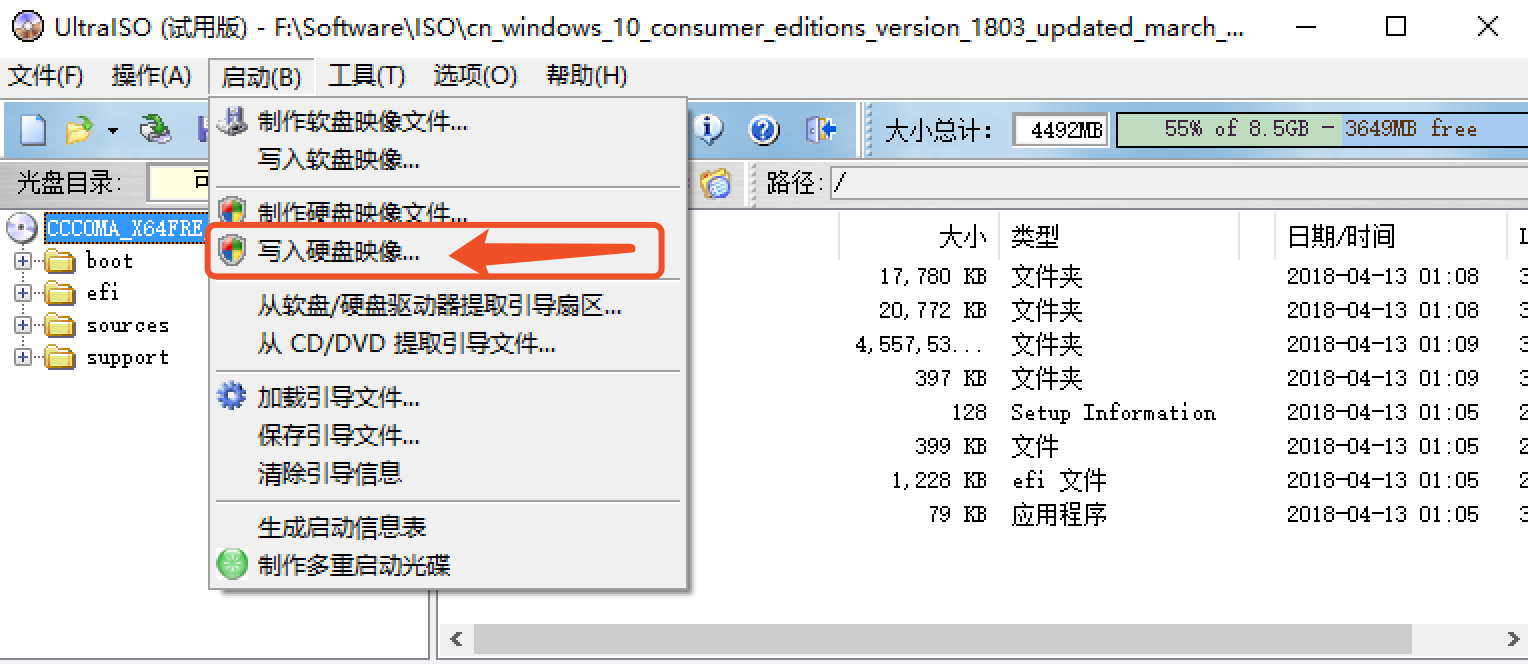 UltraISO (试用版) - F:\Software\ISO\cn_windows_10_consumer_editions_version_1803_updated_march_...
文件(F) 操作(A) 启动(B) 工具(T) 选项(O) 帮助(H)
制作软盘映像文件...
写入软盘映像...
制作硬盘映像文件...
写入硬盘映像...
从软盘/硬盘驱动器提取引导扇区...
从 CD/DVD 提取引导文件...
加载引导文件...
保存引导文件...
清除引导信息
生成启动信息表
制作多重启动光碟
大小总计: 4492MB 55% of 8.5GB - 3649MB free
光盘目录: 可
路径: /
CCCOMA_X64FRE
boot
efi
sources
support
大小 类型 日期/时间
17,780 KB 文件夹 2018-04-13 01:08
20,772 KB 文件夹 2018-04-13 01:08
4,557,53... 文件夹 2018-04-13 01:09
397 KB 文件夹 2018-04-13 01:09
128 Setup Information 2018-04-13 01:05
399 KB 文件 2018-04-13 01:05
1,228 KB efi 文件 2018-04-13 01:05
79 KB 应用程序 2018-04-13 01:05